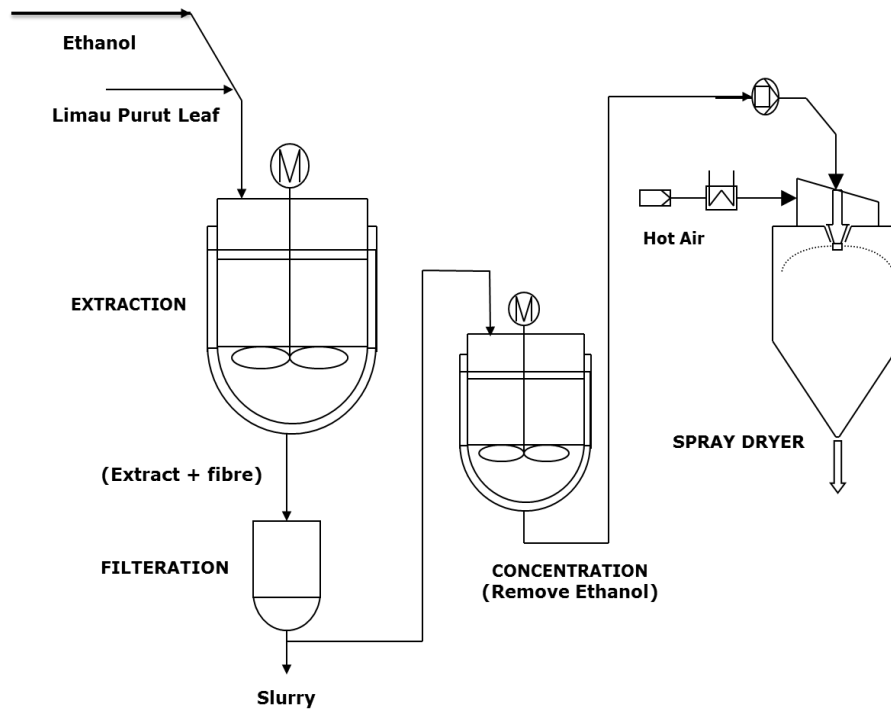 Ethanol
Limau Purut Leaf
M
EXTRACTION
Hot Air
M
SPRAY DRYER
(Extract + fibre)
FILTERATION
CONCENTRATION
(Remove Ethanol)
Slurry